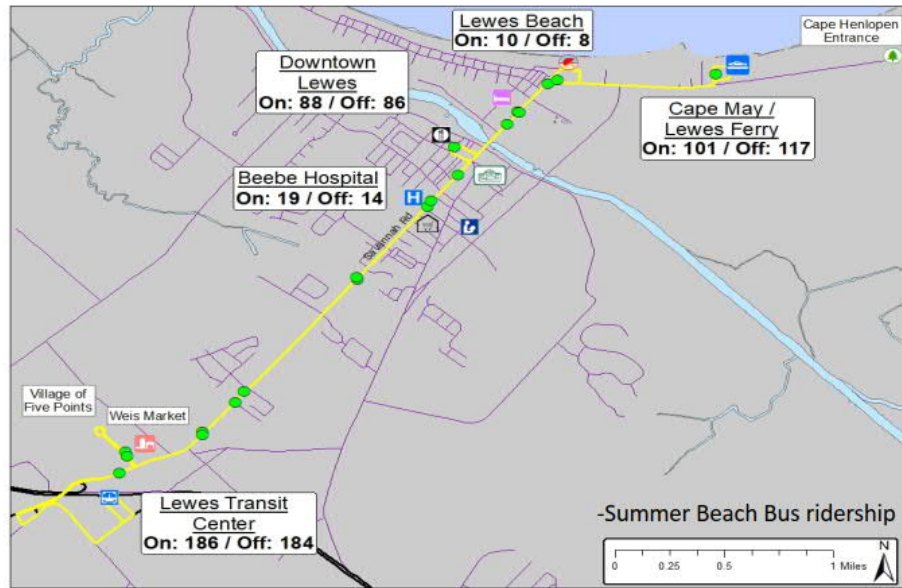 Lewes Beach
On: 10 / Off: 8
Cape Henlopen
Entrance
Downtown
Lewes
On: 88 / Off: 86
Cape May /
Lewes Ferry
On: 101 / Off: 117
Beebe Hospital
On: 19 / Off: 14
H
Savannah Rd
Village of
Five Points
Weis Market
Lewes Transit
Center
On: 186 / Off: 184
-Summer Beach Bus ridership
N
0 0.25 0.5 1 Miles